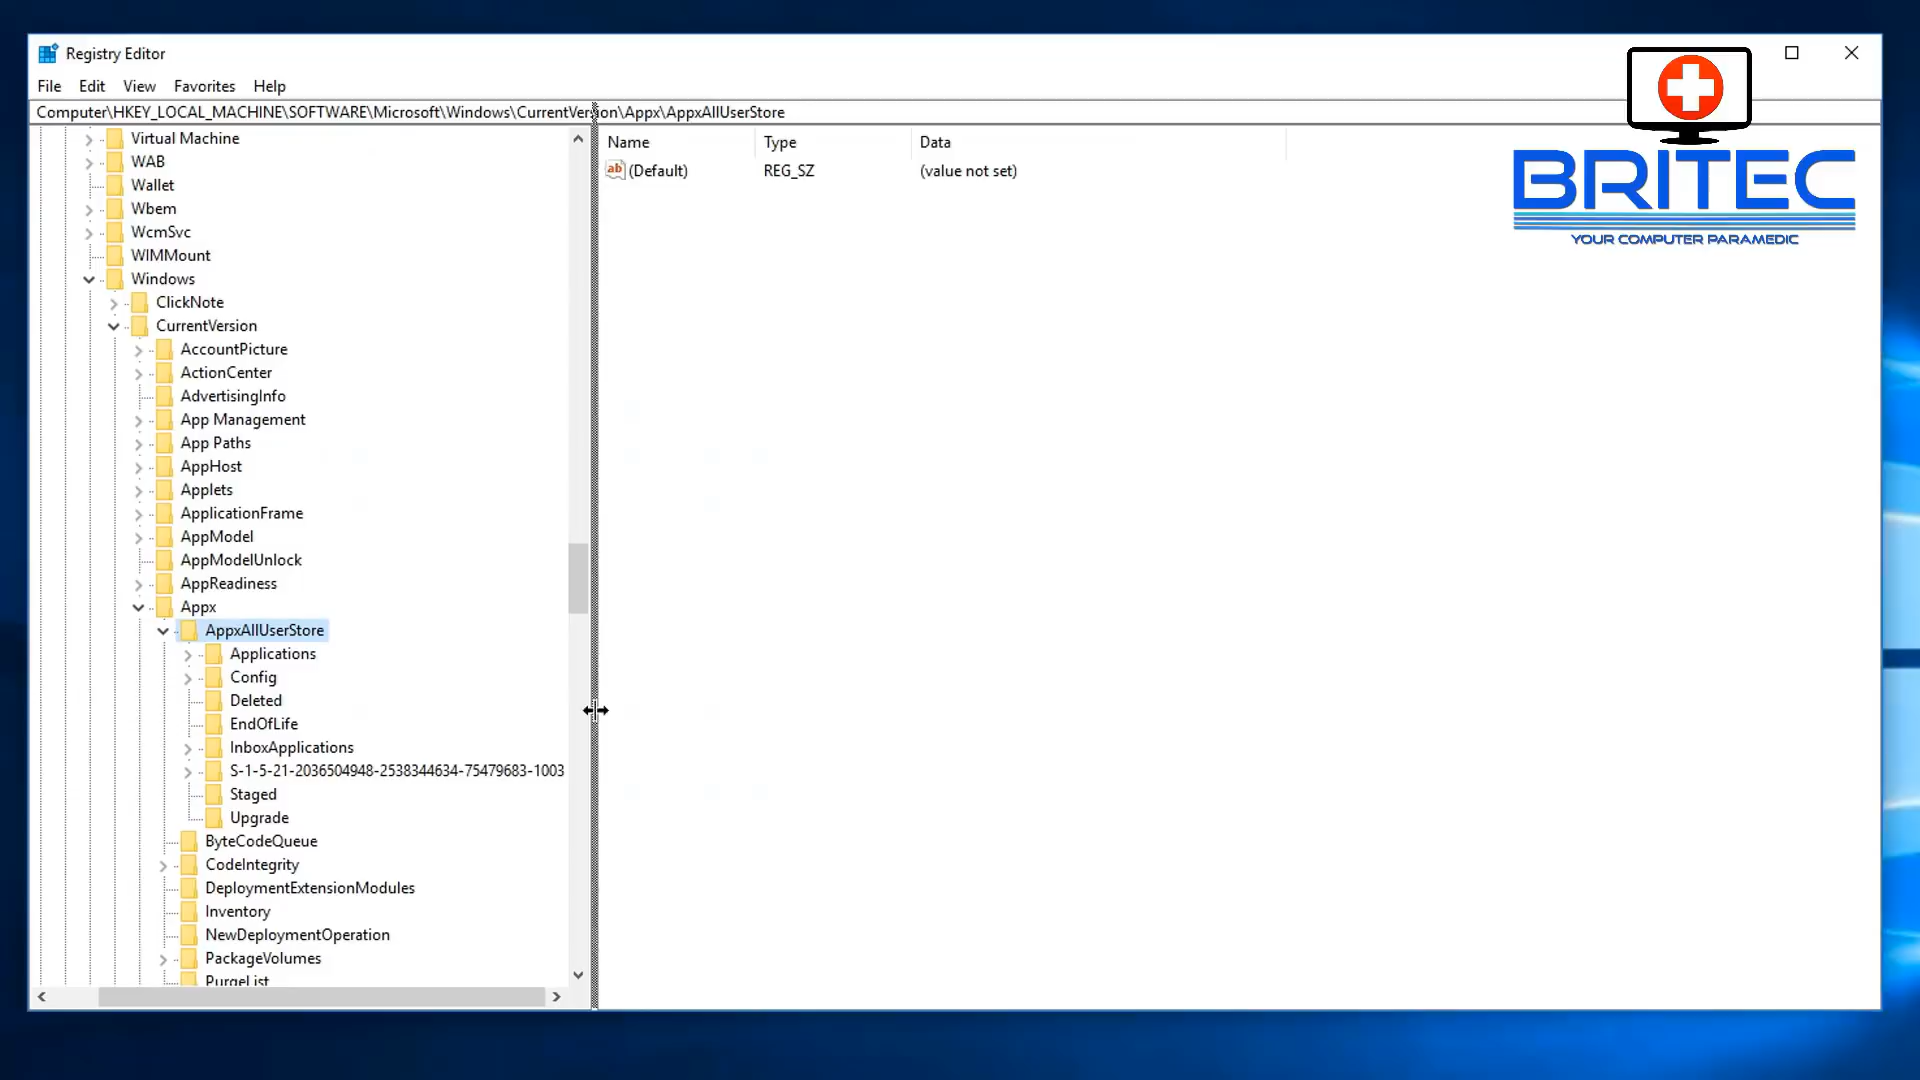 Registry Editor
File Edit View Favorites Help
Computer\HKEY_LOCAL_MACHINE\SOFTWARE\Microsoft\Windows\CurrentVersion\Appx\AppxAllUserStore
Virtual Machine
WAB
Wallet
Wbem
WcmSvc
WIMMount
Windows
ClickNote
CurrentVersion
AccountPicture
ActionCenter
AdvertisingInfo
App Management
App Paths
AppHost
Applets
ApplicationFrame
AppModel
AppModelUnlock
AppReadiness
Appx
AppxAllUserStore
Applications
Config
Deleted
EndOfLife
InboxApplications
S-1-5-21-2036504948-2538344634-75479683-1003
Staged
Upgrade
ByteCodeQueue
CodeIntegrity
DeploymentExtensionModules
Inventory
NewDeploymentOperation
PackageVolumes
PurgeList
Name Type Data
ab (Default) REG_SZ (value not set)
BRITEC
YOUR COMPUTER PARAMEDIC